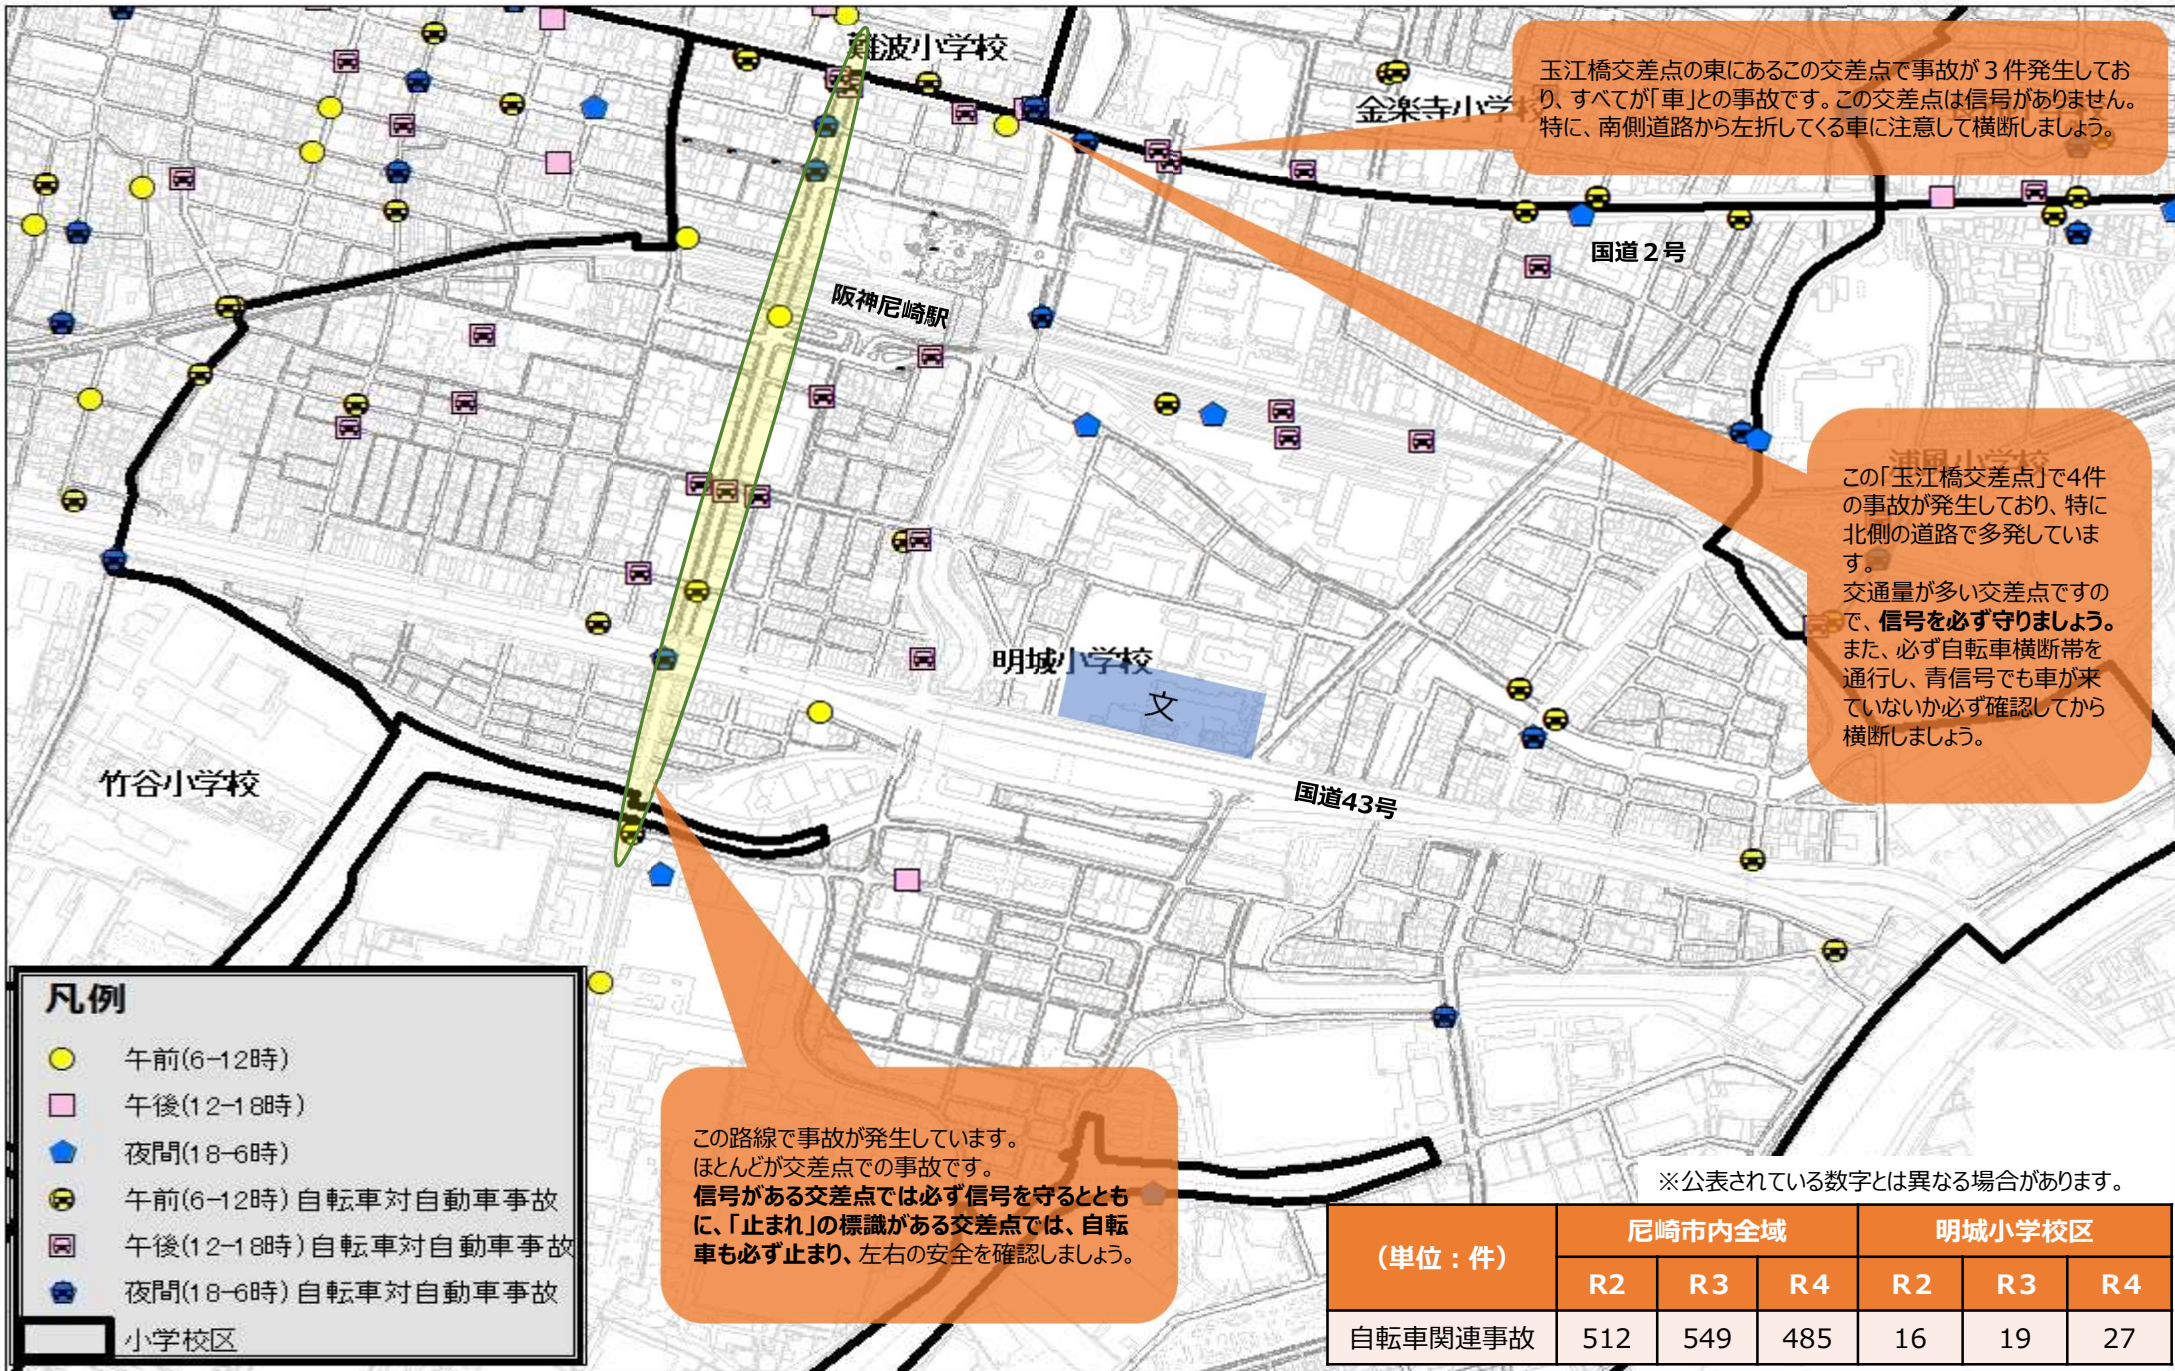 難波小学校
金楽寺小学校
玉江橋交差点の東にあるこの交差点で事故が３件発生してお
り、すべてが「車」との事故です。この交差点は信号がありません。
特に、南側道路から左折してくる車に注意して横断しましょう。
国道２号
阪神尼崎駅
浦風小学校
この「玉江橋交差点」で4件
の事故が発生しており、特に
北側の道路で多発していま
す。
交通量が多い交差点ですの
で、信号を必ず守りましょう。
また、必ず自転車横断帯を
通行し、青信号でも車が来
ていないか必ず確認してから
横断しましょう。
明城小学校
文
竹谷小学校
国道43号
凡例
午前(6-12時)
午後(12-18時)
夜間(18-6時)
午前(6-12時)自転車対自動車事故
午後(12-18時)自転車対自動車事故
夜間(18-6時)自転車対自動車事故
小学校区
この路線で事故が発生しています。
ほとんどが交差点での事故です。
信号がある交差点では必ず信号を守るととも
に、「止まれ」の標識がある交差点では、自転
車も必ず止まり、左右の安全を確認しましょう。
※公表されている数字とは異なる場合があります。
（単位：件） 尼崎市内全域 明城小学校区
R2 R3 R4 R2 R3 R4
自転車関連事故 512 549 485 16 19 27